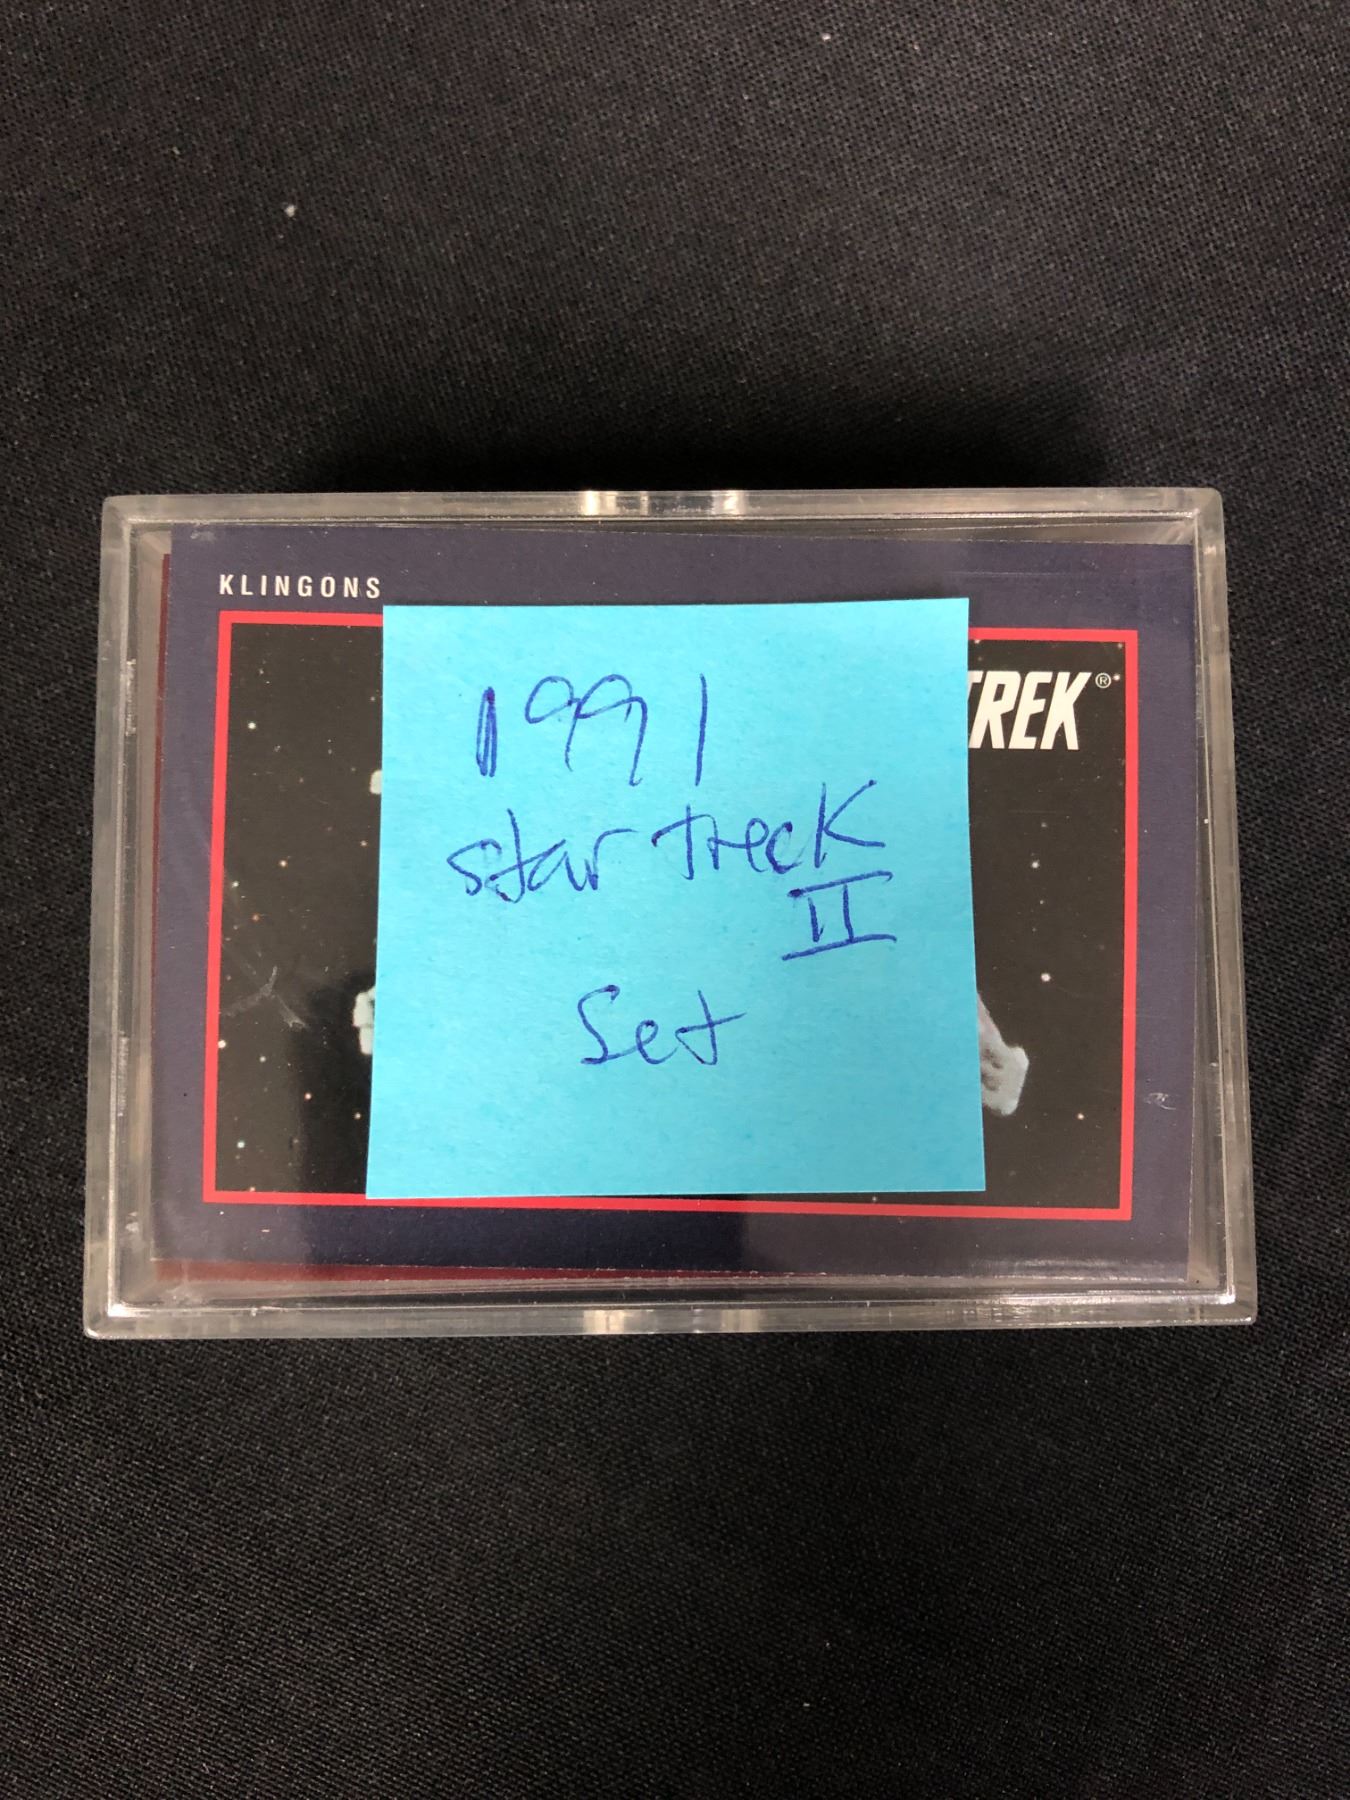 KLINGONS
TREK®
1991
Star Treck
II
Set